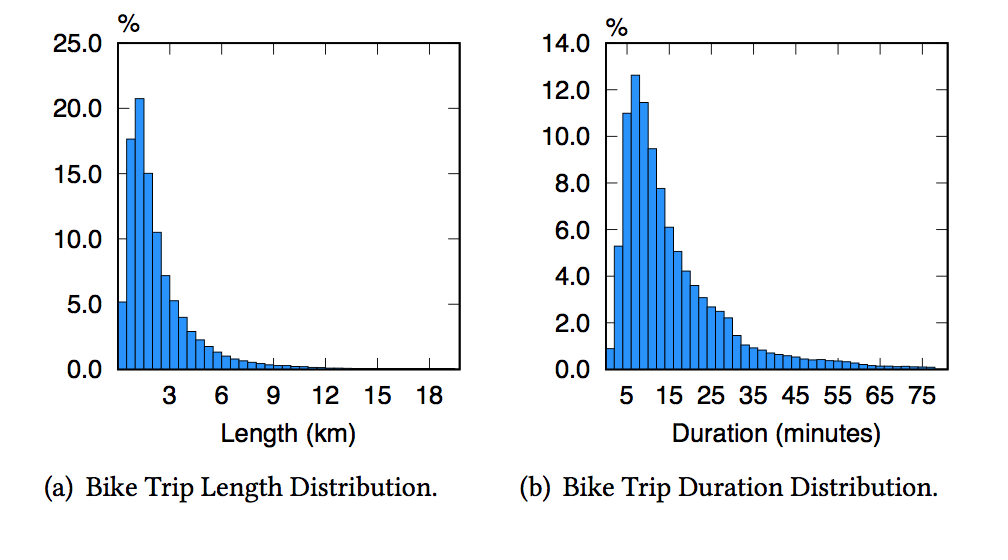 %
25.0
20.0
15.0
10.0
5.0
0.0
3 6 9 12 15 18
Length (km)
(a) Bike Trip Length Distribution.
%
14.0
12.0
10.0
8.0
6.0
4.0
2.0
0.0
5 15 25 35 45 55 65 75
Duration (minutes)
(b) Bike Trip Duration Distribution.